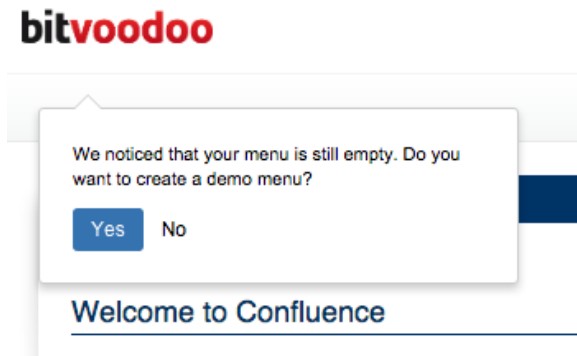 bitvoodoo
We noticed that your menu is still empty. Do you
want to create a demo menu?
Yes No
Welcome to Confluence